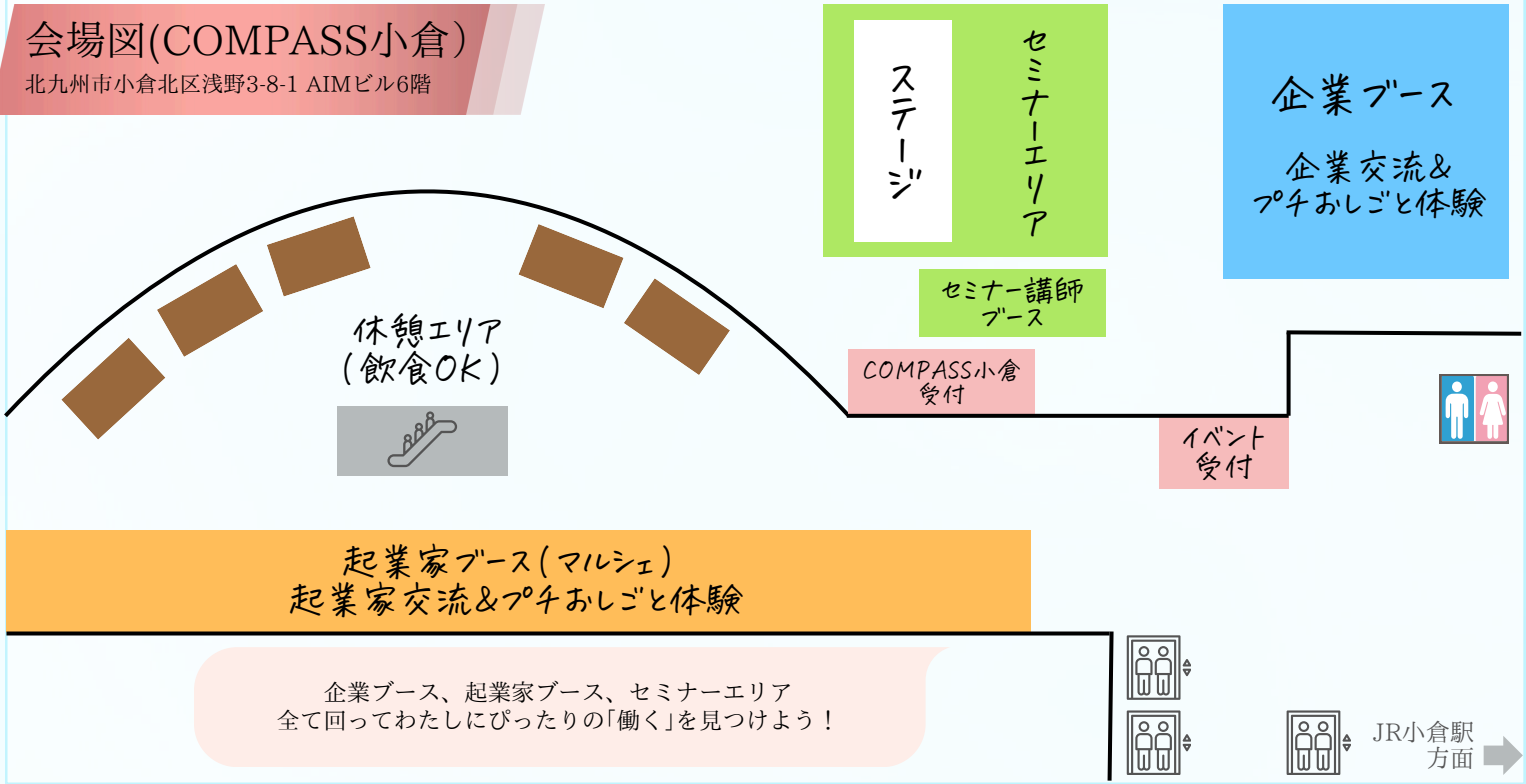 会場図(COMPASS小倉)
北九州市小倉北区浅野3-8-1 AIMビル6階
ステージ
セミナーエリア
企業ブース
企業交流&
プチおしごと体験
セミナー講師
ブース
休憩エリア
(飲食OK)
COMPASS小倉
受付
イベント
受付
起業家ブース(マルシェ)
起業家交流&プチおしごと体験
企業ブース、起業家ブース、セミナーエリア
全て回ってわたしにぴったりの「働く」を見つけよう！
JR小倉駅
方面